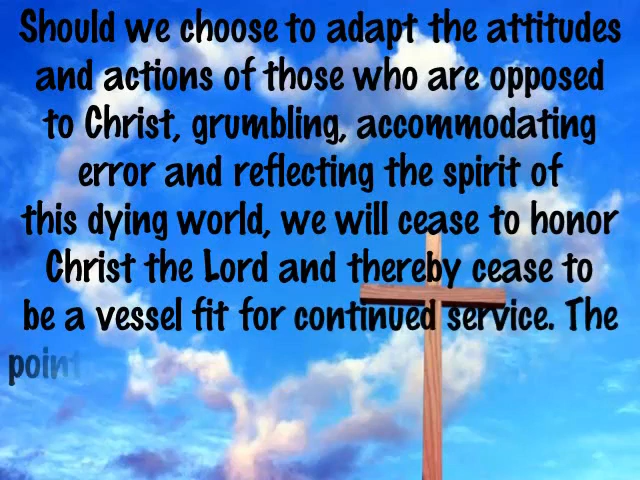 Should we choose to adapt the attitudes
and actions of those who are opposed
to Christ, grumbling, accommodating
error and reflecting the spirit of
this dying world, we will cease to honor
Christ the Lord and thereby cease to
be a vessel fit for continued service. The
point